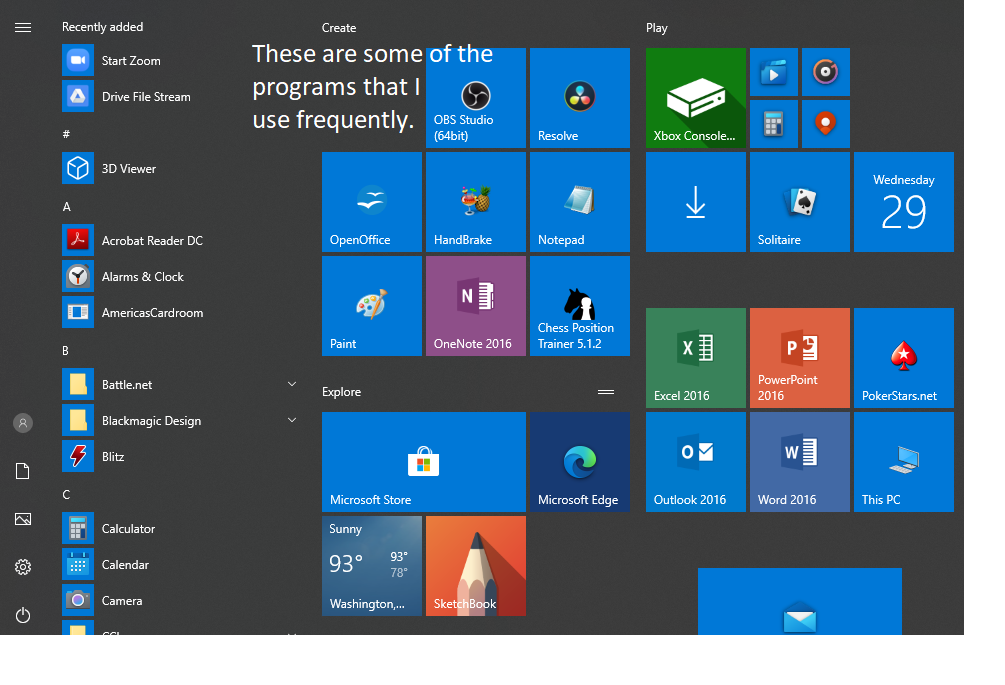 Recently added
Start Zoom
Drive File Stream
#
3D Viewer
A
Acrobat Reader DC
Alarms & Clock
AmericasCardroom
B
Battle.net
Blackmagic Design
Blitz
C
Calculator
Calendar
Camera
These are some of the
programs that I
use frequently.
Create
OBS Studio
(64bit)
Resolve
OpenOffice
HandBrake
Notepad
Paint
N
OneNote 2016
Chess Position
Trainer 5.1.2
Explore
Microsoft Store
Microsoft Edge
Sunny
93°
93°
78°
Washington,...
SketchBook
Play
Xbox Console...
Solitaire
Wednesday
29
X
Excel 2016
P
PowerPoint
2016
PokerStars.net
O
Outlook 2016
W
Word 2016
This PC